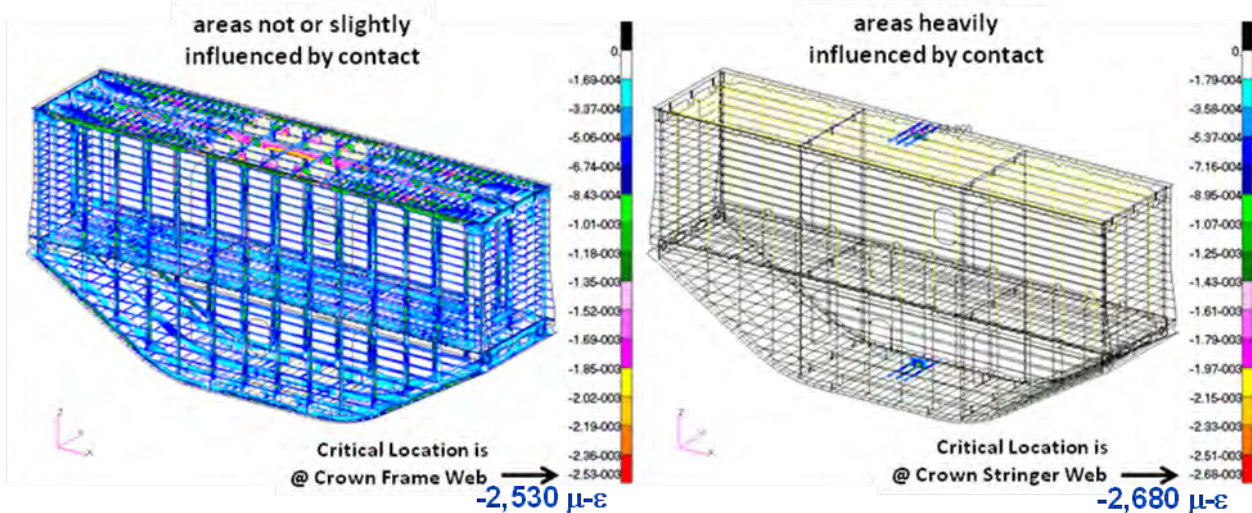 areas not or slightly
influenced by contact
0.
-1.69-004
-3.37-004
-5.06-004
-6.74-004
-8.43-004
-1.01-003
-1.18-003
-1.35-003
-1.52-003
-1.69-003
-1.85-003
-2.02-003
-2.19-003
-2.36-003
-2.53-003
Z
Y
X
Critical Location is
@ Crown Frame Web
-2,530 μ-ε
areas heavily
influenced by contact
0.
-1.79-004
-3.58-004
-5.37-004
-7.16-004
-8.95-004
-1.07-003
-1.25-003
-1.43-003
-1.61-003
-1.79-003
-1.97-003
-2.15-003
-2.33-003
-2.51-003
-2.68-003
Z
Y
X
Critical Location is
@ Crown Stringer Web
-2,680 μ-ε